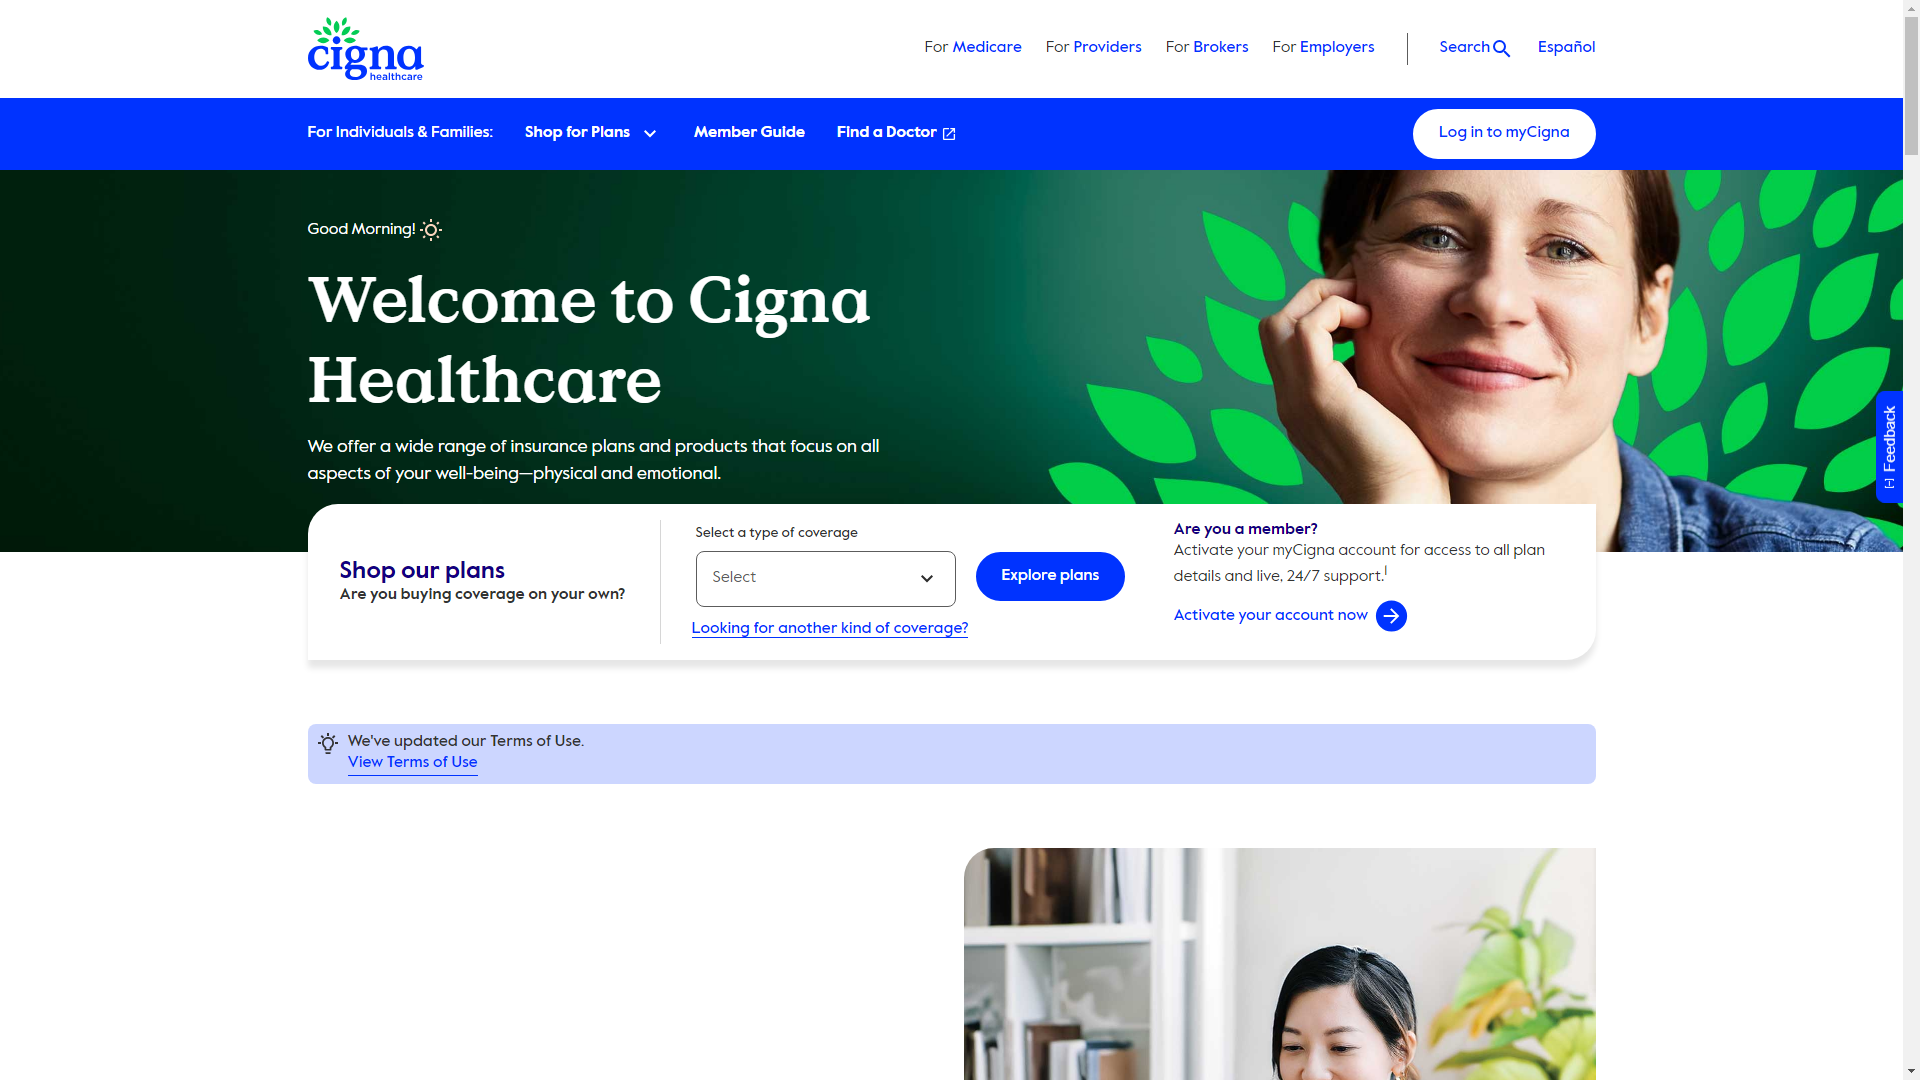 cigna
healthcare
For Medicare
For Providers
For Brokers
For Employers
Search
Español
For Individuals & Families:
Shop for Plans
Member Guide
Find a Doctor
Log in to myCigna
Good Morning!
Welcome to Cigna
Healthcare
We offer a wide range of insurance plans and products that focus on all
aspects of your well-being—physical and emotional.
[-] Feedback
Shop our plans
Are you buying coverage on your own?
Select a type of coverage
Select
Explore plans
Looking for another kind of coverage?
Are you a member?
Activate your myCigna account for access to all plan
details and live, 24/7 support.1
Activate your account now
We've updated our Terms of Use.
View Terms of Use